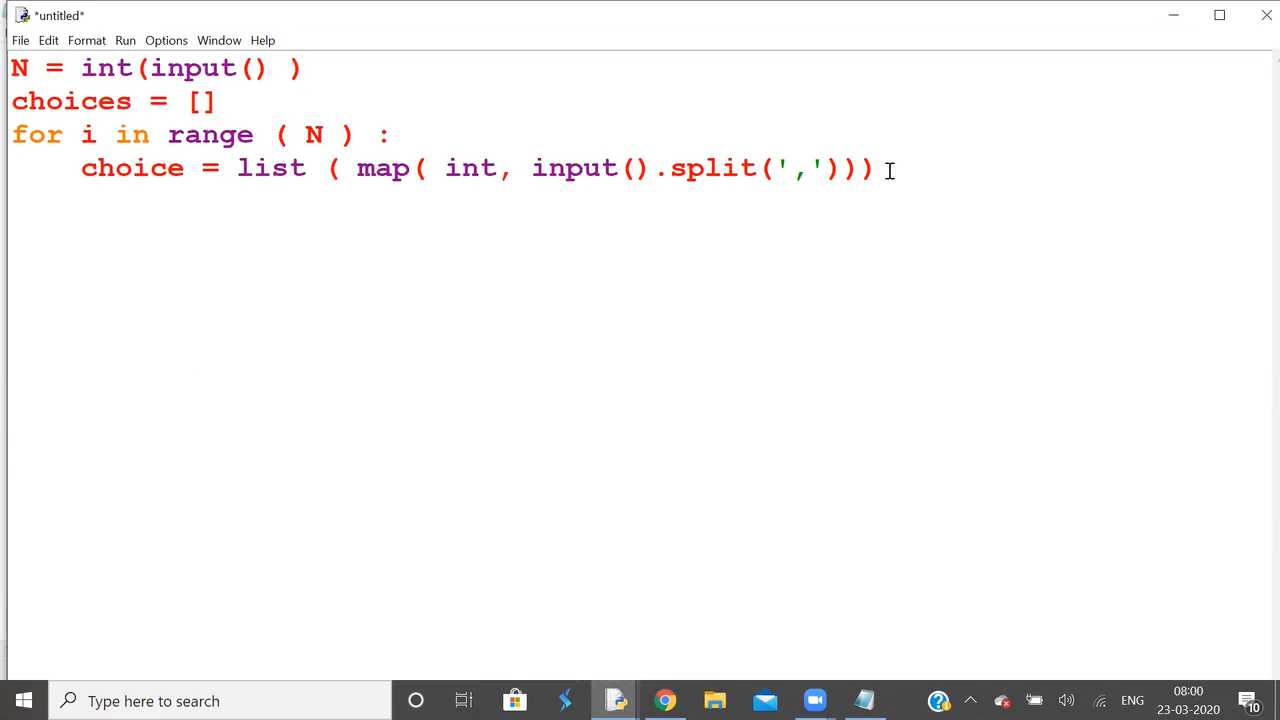 *untitled*
File Edit Format Run Options Window Help
N = int(input() )
choices = []
for i in range ( N ) :
    choice = list ( map( int, input().split(',')))
Type here to search
ENG
08:00
23-03-2020
10